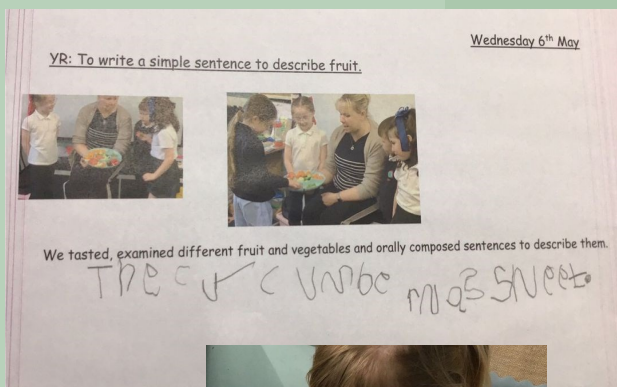 Wednesday 6th May
YR: To write a simple sentence to describe fruit.
We tasted, examined different fruit and vegetables and orally composed sentences to describe them.
The cucumbe was sweet.